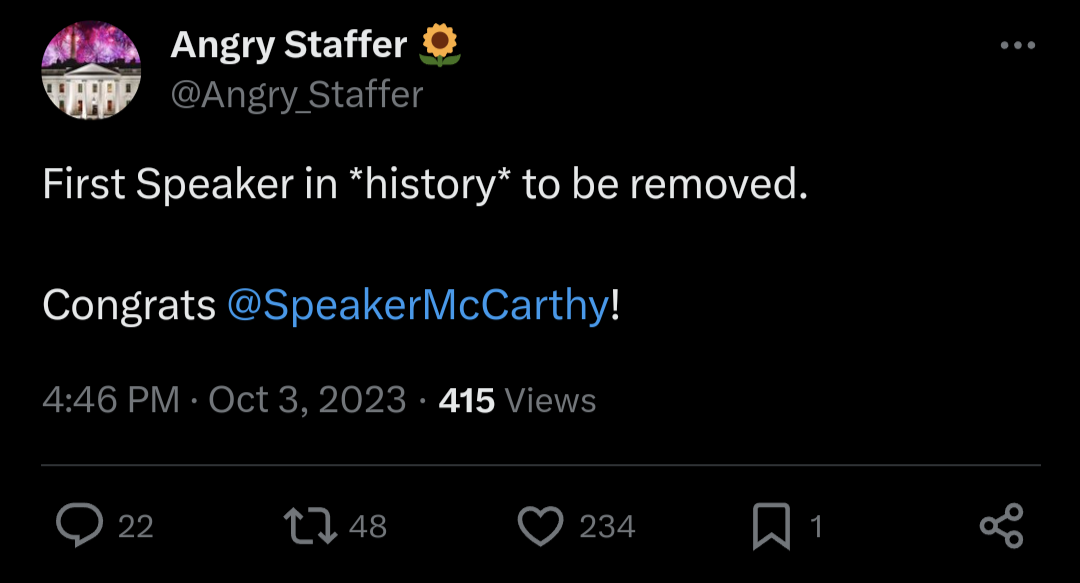 Angry Staffer 🌻
@Angry_Staffer
First Speaker in *history* to be removed.
Congrats @SpeakerMcCarthy!
4:46 PM · Oct 3, 2023 · 415 Views
22 48 234 1